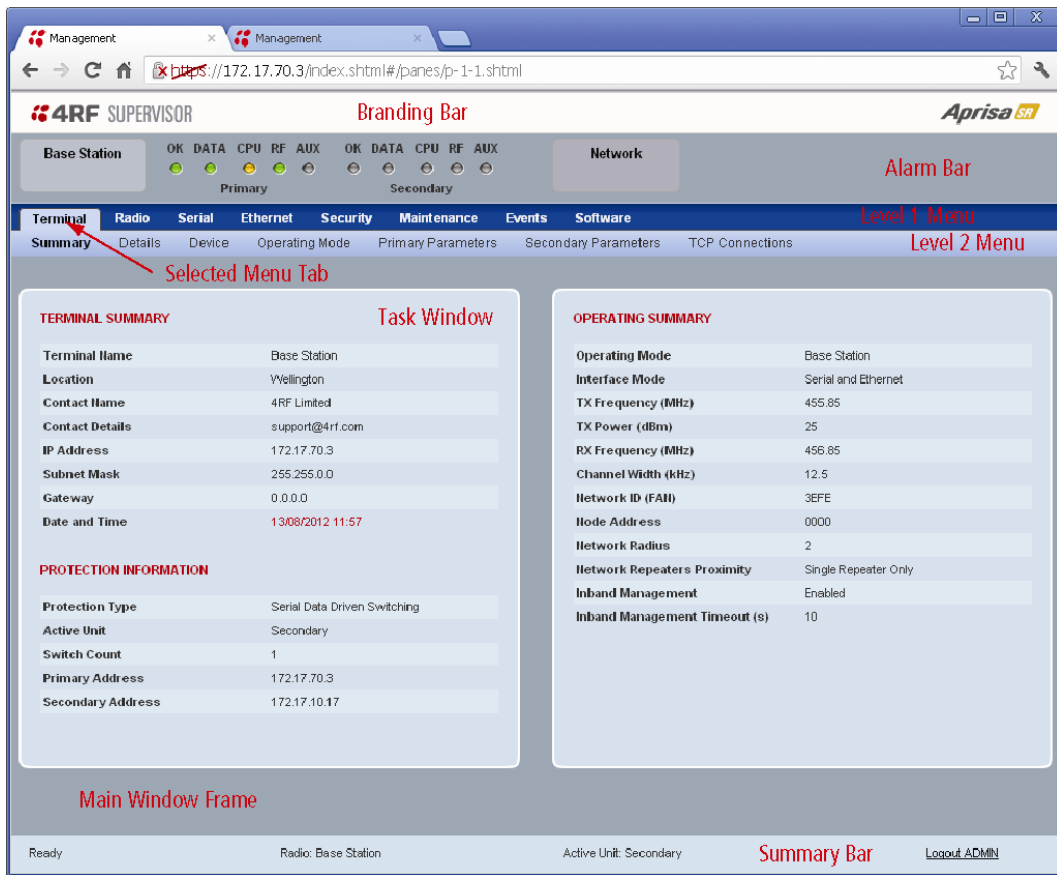 Management
Management
https://172.17.70.3/index.shtml#/panes/p-1-1.shtml
4RF SUPERVISOR
Branding Bar
Aprisa SR
Base Station
OK DATA CPU RF AUX
OK DATA CPU RF AUX
Primary
Secondary
Network
Alarm Bar
Terminal Radio Serial Ethernet Security Maintenance Events Software
Level 1 Menu
Summary Details Device Operating Mode Primary Parameters Secondary Parameters TCP Connections
Level 2 Menu
Selected Menu Tab
TERMINAL SUMMARY
Task Window
Terminal Name Base Station
Location Wellington
Contact Name 4RF Limited
Contact Details support@4rf.com
IP Address 172.17.70.3
Subnet Mask 255.255.0.0
Gateway 0.0.0.0
Date and Time 13/08/2012 11:57
PROTECTION INFORMATION
Protection Type Serial Data Driven Switching
Active Unit Secondary
Switch Count 1
Primary Address 172.17.70.3
Secondary Address 172.17.10.17
OPERATING SUMMARY
Operating Mode Base Station
Interface Mode Serial and Ethernet
TX Frequency (MHz) 455.85
TX Power (dBm) 25
RX Frequency (MHz) 456.85
Channel Width (kHz) 12.5
Network ID (FAN) 3EFE
Node Address 0000
Network Radius 2
Network Repeaters Proximity Single Repeater Only
Inband Management Enabled
Inband Management Timeout (s) 10
Main Window Frame
Ready
Radio: Base Station
Active Unit: Secondary
Summary Bar
Logout ADMIN